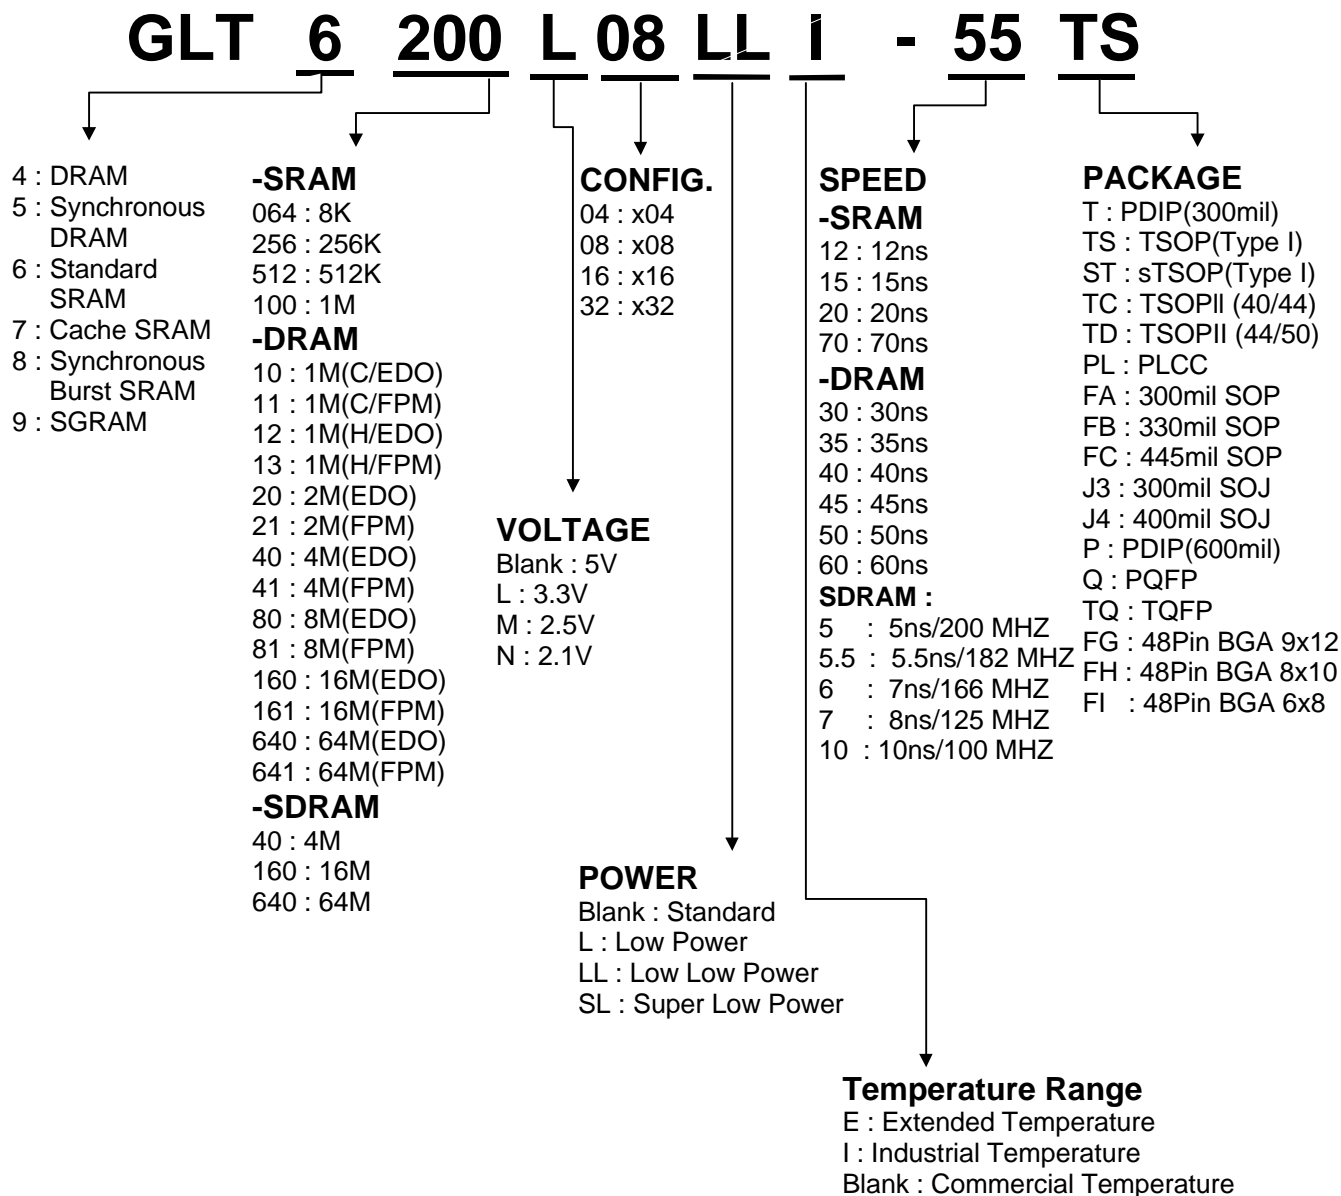 GLT 6 200 L 08 LL I - 55 TS
4 : DRAM
5 : Synchronous
DRAM
6 : Standard
SRAM
7 : Cache SRAM
8 : Synchronous
Burst SRAM
9 : SGRAM
-SRAM
064 : 8K
256 : 256K
512 : 512K
100 : 1M
-DRAM
10 : 1M(C/EDO)
11 : 1M(C/FPM)
12 : 1M(H/EDO)
13 : 1M(H/FPM)
20 : 2M(EDO)
21 : 2M(FPM)
40 : 4M(EDO)
41 : 4M(FPM)
80 : 8M(EDO)
81 : 8M(FPM)
160 : 16M(EDO)
161 : 16M(FPM)
640 : 64M(EDO)
641 : 64M(FPM)
-SDRAM
40 : 4M
160 : 16M
640 : 64M
VOLTAGE
Blank : 5V
L : 3.3V
M : 2.5V
N : 2.1V
CONFIG.
04 : x04
08 : x08
16 : x16
32 : x32
POWER
Blank : Standard
L : Low Power
LL : Low Low Power
SL : Super Low Power
SPEED
-SRAM
12 : 12ns
15 : 15ns
20 : 20ns
70 : 70ns
-DRAM
30 : 30ns
35 : 35ns
40 : 40ns
45 : 45ns
50 : 50ns
60 : 60ns
SDRAM :
5 : 5ns/200 MHZ
5.5 : 5.5ns/182 MHZ
6 : 7ns/166 MHZ
7 : 8ns/125 MHZ
10 : 10ns/100 MHZ
PACKAGE
T : PDIP(300mil)
TS : TSOP(Type I)
ST : sTSOP(Type I)
TC : TSOPll (40/44)
TD : TSOPII (44/50)
PL : PLCC
FA : 300mil SOP
FB : 330mil SOP
FC : 445mil SOP
J3 : 300mil SOJ
J4 : 400mil SOJ
P : PDIP(600mil)
Q : PQFP
TQ : TQFP
FG : 48Pin BGA 9x12
FH : 48Pin BGA 8x10
FI : 48Pin BGA 6x8
Temperature Range
E : Extended Temperature
I : Industrial Temperature
Blank : Commercial Temperature